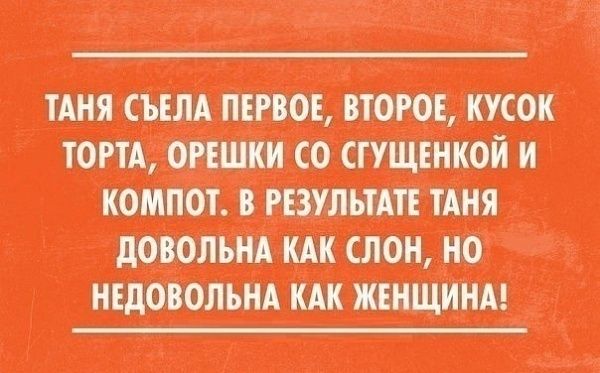 ТАНЯ СЪЕЛА ПЕРВОЕ, ВТОРОЕ, КУСОК
ТОРТА, ОРЕШКИ СО СГУЩЕНКОЙ И
КОМПОТ. В РЕЗУЛЬТАТЕ ТАНЯ
ДОВОЛЬНА КАК СЛОН, НО
НЕДОВОЛЬНА КАК ЖЕНЩИНА!